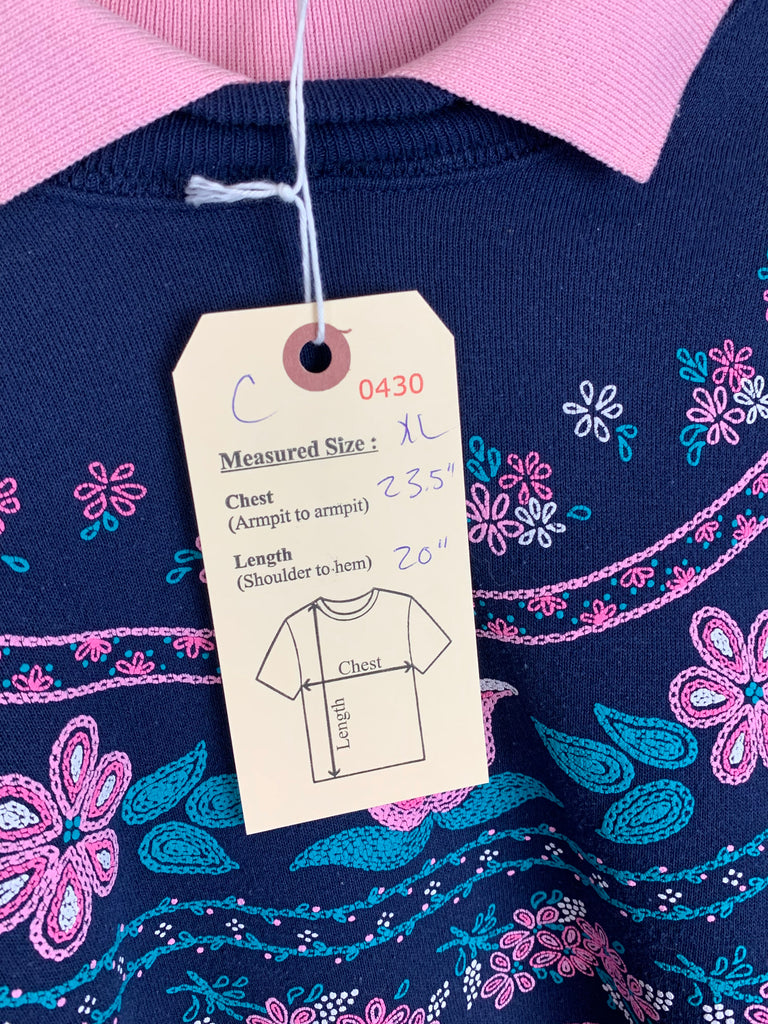 C 0430
Measured Size : XL
Chest 23.5"
(Armpit to armpit)
Length 20"
(Shoulder to hem)
Chest
Length